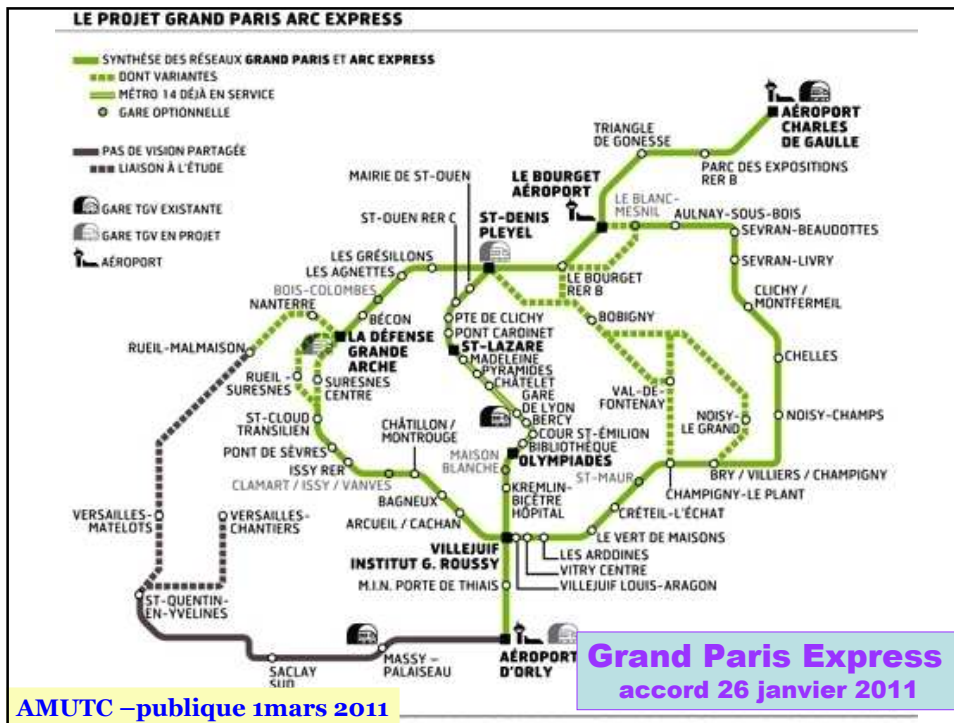 LE PROJET GRAND PARIS ARC EXPRESS
SYNTHÈSE DES RÉSEAUX GRAND PARIS ET ARC EXPRESS
DONT VARIANTES
MÉTRO 14 DÉJÀ EN SERVICE
GARE OPTIONNELLE
PAS DE VISION PARTAGÉE
LIAISON À L'ÉTUDE
GARE TGV EXISTANTE
GARE TGV EN PROJET
AÉROPORT
AÉROPORT
CHARLES
DE GAULLE
TRIANGLE
DE GONESSE
PARC DES EXPOSITIONS
RER B
LE BOURGET
AÉROPORT
LE BLANC-
MESNIL
AULNAY-SOUS-BOIS
SEVRAN-BEAUDOTTES
SEVRAN-LIVRY
CLICHY /
MONTFERMEIL
CHELLES
NOISY-CHAMPS
MAIRIE DE ST-OUEN
ST-OUEN RER C
ST-DENIS
PLEYEL
LES GRÉSILLONS
LES AGNETTES
BOIS-COLOMBES
NANTERRE
BÉCON
LE BOURGET
RER B
BOBIGNY
PTE DE CLICHY
PONT CARDINET
ST-LAZARE
MADELEINE
PYRAMIDES
CHÂTELET
GARE
DE LYON
BERCY
COUR ST-ÉMILION
BIBLIOTHÈQUE
OLYMPIADES
LA DÉFENSE
GRANDE
ARCHE
RUEIL-MALMAISON
RUEIL -
SURESNES
SURESNES
CENTRE
VAL-DE-
FONTENAY
NOISY-
LE GRAND
ST-CLOUD
TRANSILIEN
CHÂTILLON /
MONTROUGE
PONT DE SÈVRES
ISSY RER
CLAMART / ISSY / VANVES
BAGNEUX
ARCUEIL / CACHAN
MAISON
BLANCHE
KREMLIN-
BICÊTRE
HÔPITAL
ST-MAUR
BRY / VILLIERS / CHAMPIGNY
CHAMPIGNY-LE PLANT
CRÉTEIL-L'ÉCHAT
LE VERT DE MAISONS
LES ARDOINES
VITRY CENTRE
VILLEJUIF LOUIS-ARAGON
VILLEJUIF
INSTITUT G. ROUSSY
M.I.N. PORTE DE THIAIS
VERSAILLES-
MATELOTS
VERSAILLES-
CHANTIERS
ST-QUENTIN-
EN-YVELINES
SACLAY
SUD
MASSY –
PALAISEAU
AÉROPORT
D'ORLY
Grand Paris Express
accord 26 janvier 2011
AMUTC –publique 1mars 2011